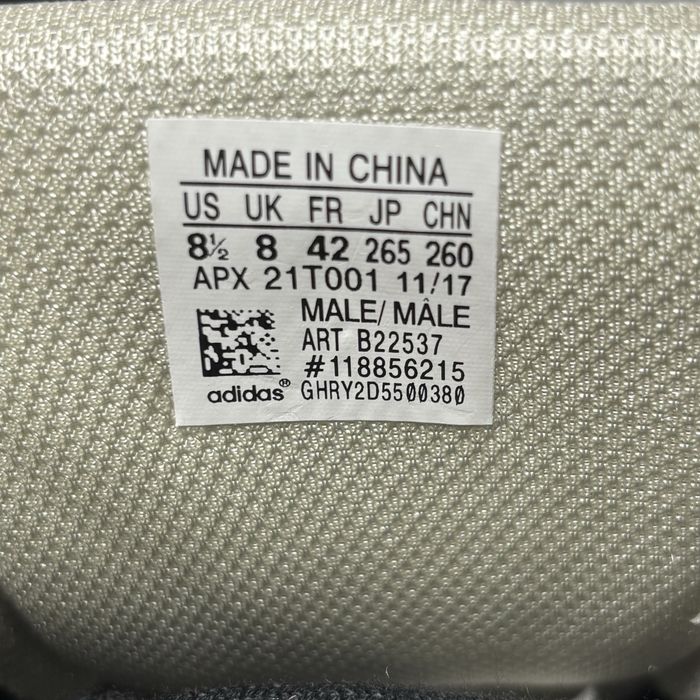 MADE IN CHINA
US UK FR JP CHN
8½ 8 42 265 260
APX 21T001 11/17
MALE/ MÂLE
ART B22537
#118856215
adidas® GHRY2D5500380